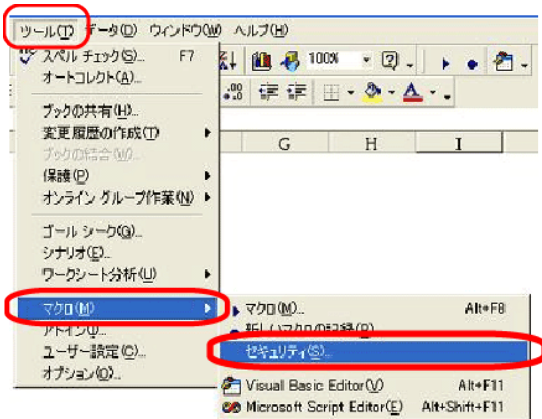 ツール(T) データ(D) ウィンドウ(W) ヘルプ(H)
スペル チェック(S)... F7
100%
オートコレクト(A)...
ブックの共有(H)...
変更履歴の作成(T)
ブックの結合(W)...
保護(P)
オンライン グループ作業(N)
G H I
ゴール シーク(G)...
シナリオ(E)...
ワークシート分析(U)
マクロ(M)
マクロ(M)... Alt+F8
アドイン(I)...
新しいマクロの記録(R)...
ユーザー設定(C)...
セキュリティ(S)...
オプション(O)...
Visual Basic Editor(V) Alt+F11
Microsoft Script Editor(E) Alt+Shift+F11